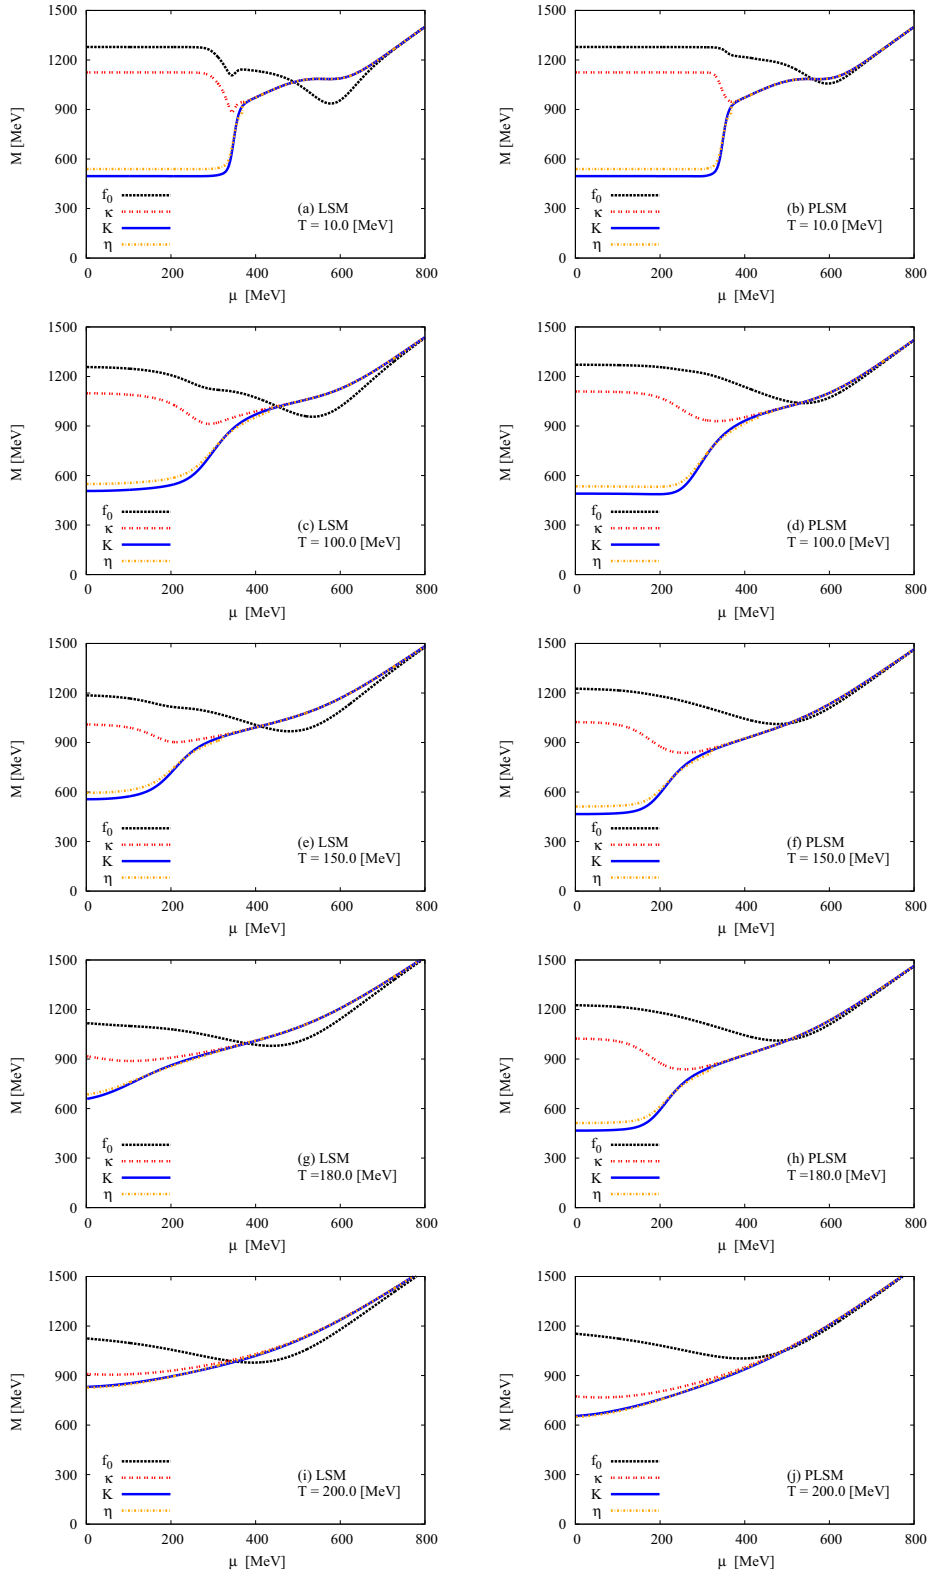 1500
1200
900
600
300
0
M [MeV]
f0
κ
K
η
(a) LSM
T = 10.0 [MeV]
0 200 400 600 800
μ [MeV]
1500
1200
900
600
300
0
M [MeV]
f0
κ
K
η
(b) PLSM
T = 10.0 [MeV]
0 200 400 600 800
μ [MeV]
1500
1200
900
600
300
0
M [MeV]
f0
κ
K
η
(c) LSM
T = 100.0 [MeV]
0 200 400 600 800
μ [MeV]
1500
1200
900
600
300
0
M [MeV]
f0
κ
K
η
(d) PLSM
T = 100.0 [MeV]
0 200 400 600 800
μ [MeV]
1500
1200
900
600
300
0
M [MeV]
f0
κ
K
η
(e) LSM
T = 150.0 [MeV]
0 200 400 600 800
μ [MeV]
1500
1200
900
600
300
0
M [MeV]
f0
κ
K
η
(f) PLSM
T = 150.0 [MeV]
0 200 400 600 800
μ [MeV]
1500
1200
900
600
300
0
M [MeV]
f0
κ
K
η
(g) LSM
T =180.0 [MeV]
0 200 400 600 800
μ [MeV]
1500
1200
900
600
300
0
M [MeV]
f0
κ
K
η
(h) PLSM
T = 180.0 [MeV]
0 200 400 600 800
μ [MeV]
1500
1200
900
600
300
0
M [MeV]
f0
κ
K
η
(i) LSM
T = 200.0 [MeV]
0 200 400 600 800
μ [MeV]
1500
1200
900
600
300
0
M [MeV]
f0
κ
K
η
(j) PLSM
T = 200.0 [MeV]
0 200 400 600 800
μ [MeV]